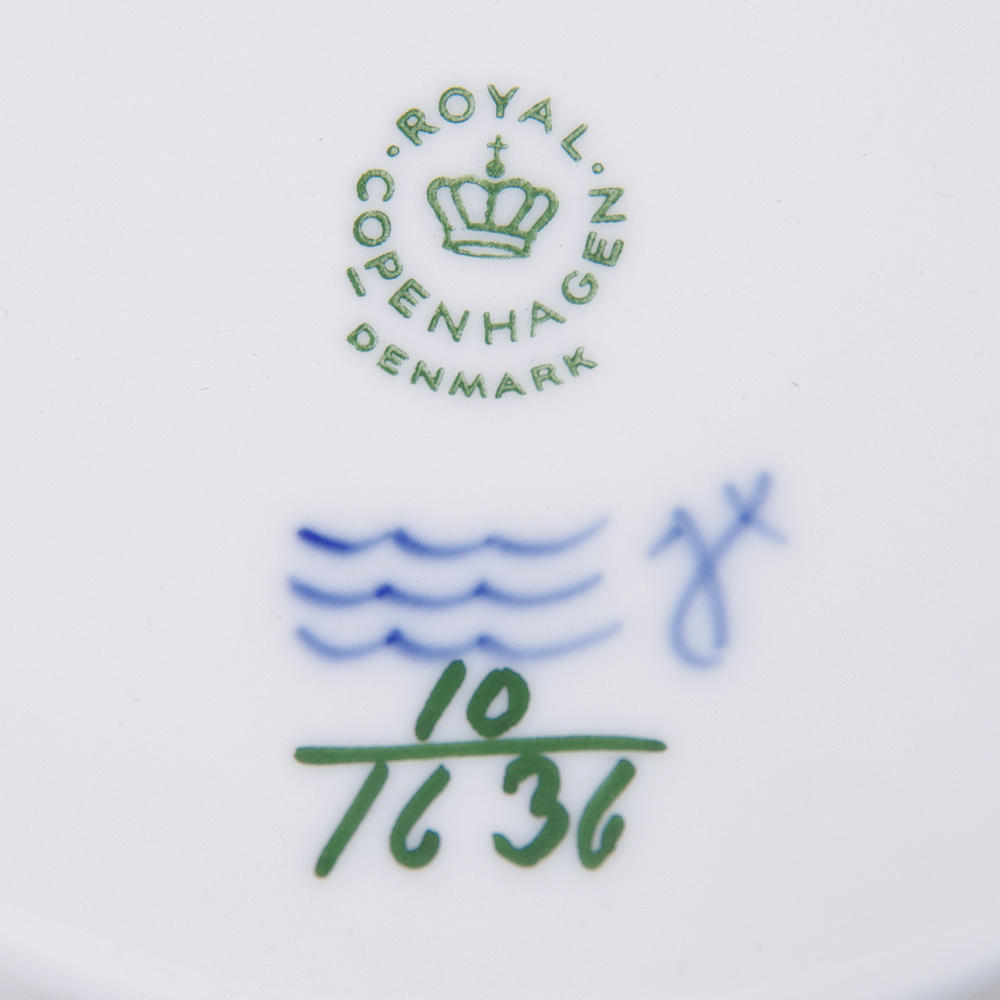 · ROYAL ·
COPENHAGEN
DENMARK
10
1636